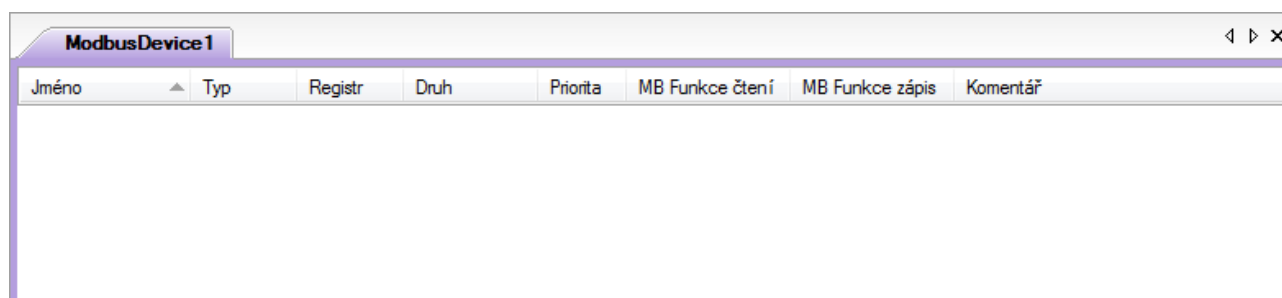 ModbusDevice1
Jméno Typ Registr Druh Priorita MB Funkce čtení MB Funkce zápis Komentář